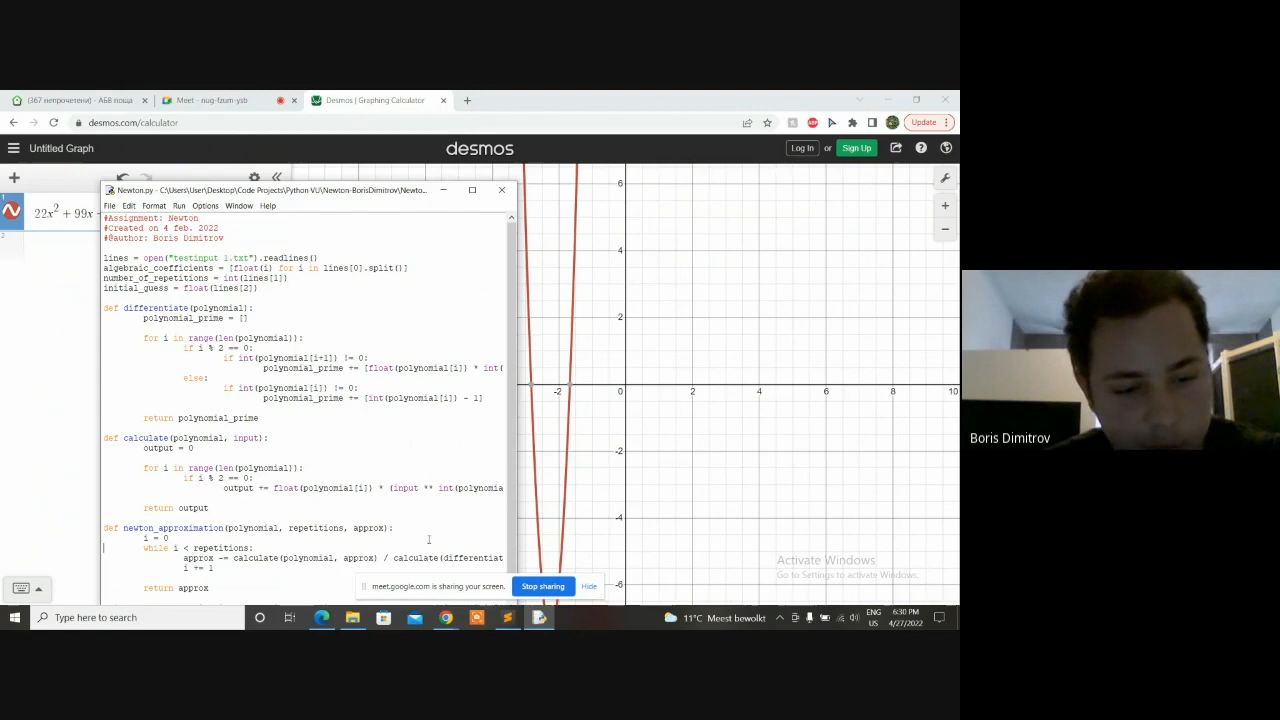 (367 непрочетени) - АБВ поща
Meet - nug-fzum-ysb
Desmos | Graphing Calculator
desmos.com/calculator
Update
Untitled Graph
desmos
Log In
or
Sign Up
1
22x² + 99x
2
Newton.py - C:\Users\User\Desktop\Code Projects\Python VU\Newton-BorisDimitrov\Newto...
File Edit Format Run Options Window Help
#Assignment: Newton
#Created on 4 feb. 2022
#@author: Boris Dimitrov
lines = open("testinput 1.txt").readlines()
algebraic_coefficients = [float(i) for i in lines[0].split()]
number_of_repetitions = int(lines[1])
initial_guess = float(lines[2])
def differentiate(polynomial):
polynomial_prime = []
for i in range(len(polynomial)):
if i % 2 == 0:
if int(polynomial[i+1]) != 0:
polynomial_prime += [float(polynomial[i]) * int(
else:
if int(polynomial[i]) != 0:
polynomial_prime += [int(polynomial[i]) - 1]
return polynomial_prime
def calculate(polynomial, input):
output = 0
for i in range(len(polynomial)):
if i % 2 == 0:
output += float(polynomial[i]) * (input ** int(polynomia
return output
def newton_approximation(polynomial, repetitions, approx):
i = 0
while i < repetitions:
approx -= calculate(polynomial, approx) / calculate(differentiat
i += 1
return approx
6
4
2
-2
0
2
4
6
8
10
-2
-4
-6
Activate Windows
Go to Settings to activate Windows.
meet.google.com is sharing your screen.
Stop sharing
Hide
Type here to search
11°C Meest bewolkt
ENG
US
6:30 PM
4/27/2022
Boris Dimitrov